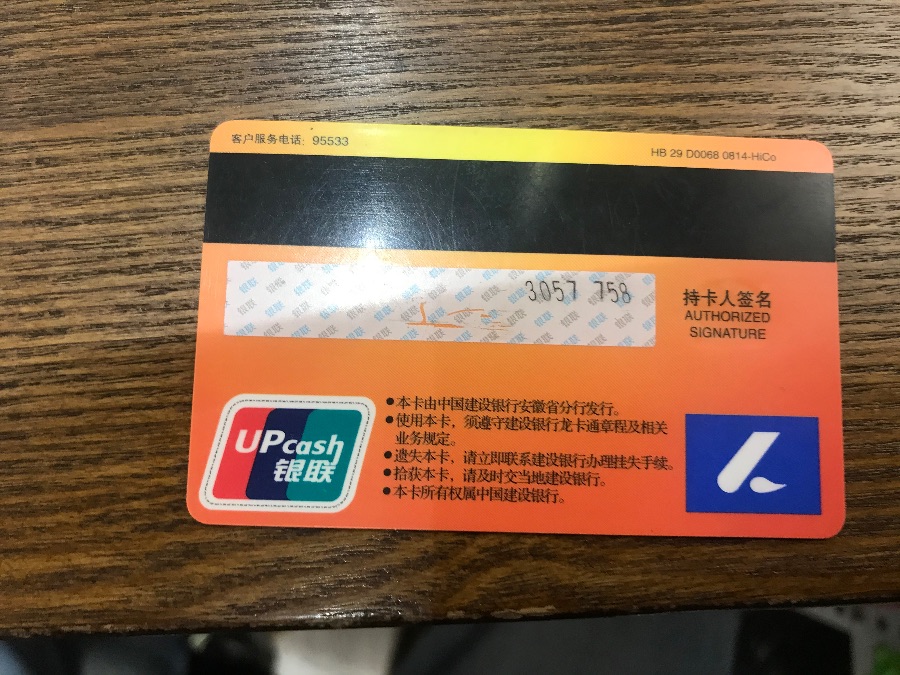 客户服务电话：95533
HB 29 D0068 0814-HiCo
3057 758
持卡人签名
AUTHORIZED
SIGNATURE
UPcash
银联
●本卡由中国建设银行安徽省分行发行。
●使用本卡，须遵守建设银行龙卡通章程及相关
业务规定。
●遗失本卡，请立即联系建设银行办理挂失手续。
●拾获本卡，请及时交当地建设银行。
●本卡所有权属中国建设银行。